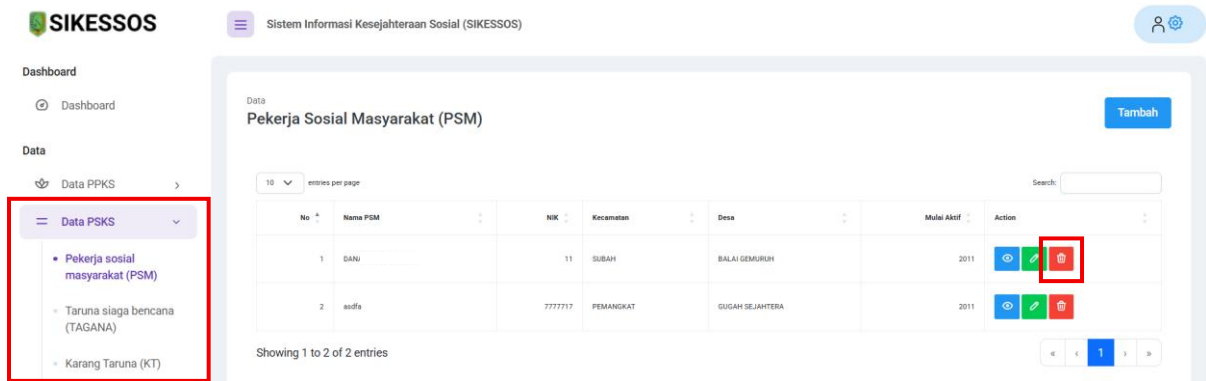 SIKESSOS
Sistem Informasi Kesejahteraan Sosial (SIKESSOS)
Dashboard
Dashboard
Data
Data PPKS
Data PSKS
Pekerja sosial
masyarakat (PSM)
Taruna siaga bencana
(TAGANA)
Karang Taruna (KT)
Data
Pekerja Sosial Masyarakat (PSM)
Tambah
10 entries per page
Search:
No Nama PSM NIK Kecamatan Desa Mulai Aktif Action
1 DANI 11 SUBAH BALAI GEMURUH 2011
2 asdfa 7777717 PEMANGKAT GUGAH SEJAHTERA 2011
Showing 1 to 2 of 2 entries
« ‹ 1 › »